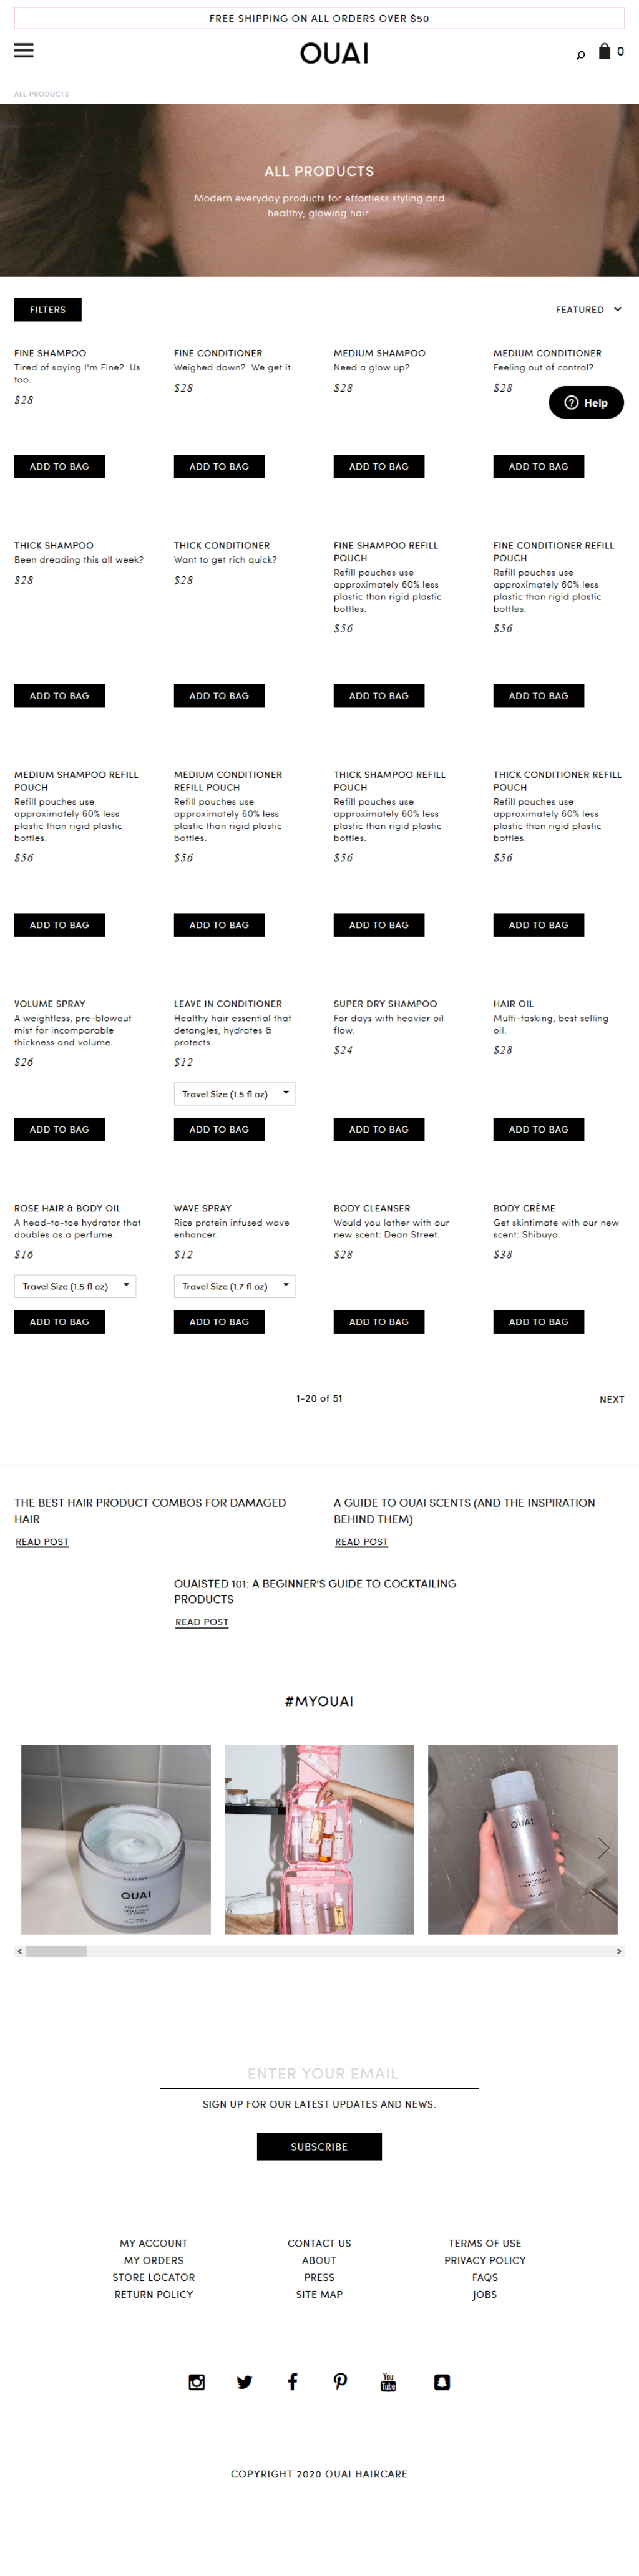 FREE SHIPPING ON ALL ORDERS OVER $50
OUAI
0
ALL PRODUCTS
ALL PRODUCTS
Modern everyday products for effortless styling and
healthy, glowing hair.
FILTERS
FEATURED
FINE SHAMPOO
Tired of saying I'm Fine? Us
too.
$28
ADD TO BAG
FINE CONDITIONER
Weighed down? We get it.
$28
ADD TO BAG
MEDIUM SHAMPOO
Need a glow up?
$28
ADD TO BAG
MEDIUM CONDITIONER
Feeling out of control?
$28
ADD TO BAG
Help
THICK SHAMPOO
Been dreading this all week?
$28
ADD TO BAG
THICK CONDITIONER
Want to get rich quick?
$28
ADD TO BAG
FINE SHAMPOO REFILL
POUCH
Refill pouches use
approximately 60% less
plastic than rigid plastic
bottles.
$56
ADD TO BAG
FINE CONDITIONER REFILL
POUCH
Refill pouches use
approximately 60% less
plastic than rigid plastic
bottles.
$56
ADD TO BAG
MEDIUM SHAMPOO REFILL
POUCH
Refill pouches use
approximately 60% less
plastic than rigid plastic
bottles.
$56
ADD TO BAG
MEDIUM CONDITIONER
REFILL POUCH
Refill pouches use
approximately 60% less
plastic than rigid plastic
bottles.
$56
ADD TO BAG
THICK SHAMPOO REFILL
POUCH
Refill pouches use
approximately 60% less
plastic than rigid plastic
bottles.
$56
ADD TO BAG
THICK CONDITIONER REFILL
POUCH
Refill pouches use
approximately 60% less
plastic than rigid plastic
bottles.
$56
ADD TO BAG
VOLUME SPRAY
A weightless, pre-blowout
mist for incomparable
thickness and volume.
$26
ADD TO BAG
LEAVE IN CONDITIONER
Healthy hair essential that
detangles, hydrates &
protects.
$12
Travel Size (1.5 fl oz)
ADD TO BAG
SUPER DRY SHAMPOO
For days with heavier oil
flow.
$24
ADD TO BAG
HAIR OIL
Multi-tasking, best selling
oil.
$28
ADD TO BAG
ROSE HAIR & BODY OIL
A head-to-toe hydrator that
doubles as a perfume.
$16
Travel Size (1.5 fl oz)
ADD TO BAG
WAVE SPRAY
Rice protein infused wave
enhancer.
$12
Travel Size (1.7 fl oz)
ADD TO BAG
BODY CLEANSER
Would you lather with our
new scent: Dean Street.
$28
ADD TO BAG
BODY CRÈME
Get skintimate with our new
scent: Shibuya.
$38
ADD TO BAG
1-20 of 51
NEXT
THE BEST HAIR PRODUCT COMBOS FOR DAMAGED
HAIR
READ POST
A GUIDE TO OUAI SCENTS (AND THE INSPIRATION
BEHIND THEM)
READ POST
OUAISTED 101: A BEGINNER'S GUIDE TO COCKTAILING
PRODUCTS
READ POST
#MYOUAI
OUAI
OUAI
ENTER YOUR EMAIL
SIGN UP FOR OUR LATEST UPDATES AND NEWS.
SUBSCRIBE
MY ACCOUNT
MY ORDERS
STORE LOCATOR
RETURN POLICY
CONTACT US
ABOUT
PRESS
SITE MAP
TERMS OF USE
PRIVACY POLICY
FAQS
JOBS
You
Tube
COPYRIGHT 2020 OUAI HAIRCARE